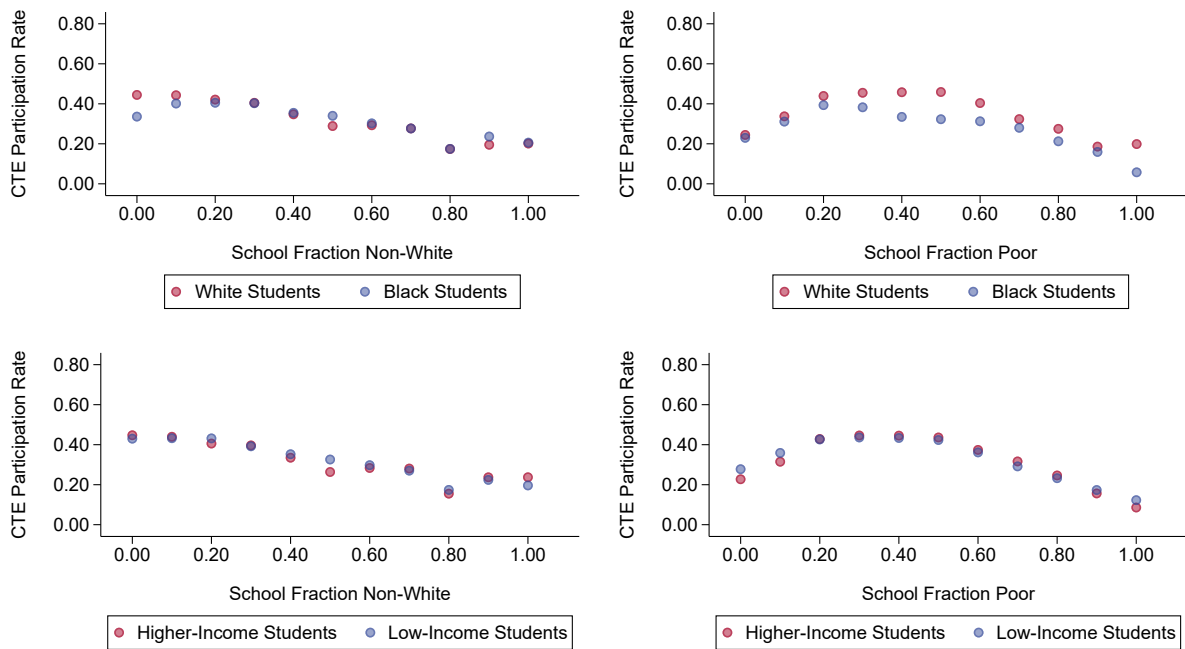 CTE Participation Rate
0.80
0.60
0.40
0.20
0.00
0.00 0.20 0.40 0.60 0.80 1.00
School Fraction Non-White
White Students Black Students
CTE Participation Rate
0.80
0.60
0.40
0.20
0.00
0.00 0.20 0.40 0.60 0.80 1.00
School Fraction Poor
White Students Black Students
CTE Participation Rate
0.80
0.60
0.40
0.20
0.00
0.00 0.20 0.40 0.60 0.80 1.00
School Fraction Non-White
Higher-Income Students Low-Income Students
CTE Participation Rate
0.80
0.60
0.40
0.20
0.00
0.00 0.20 0.40 0.60 0.80 1.00
School Fraction Poor
Higher-Income Students Low-Income Students